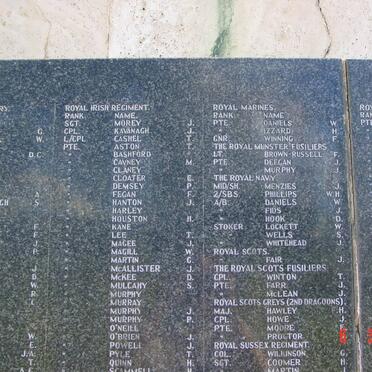 ROYAL IRISH REGIMENT.
RANK. NAME.
SGT. MOREY J.
CPL. KAVANAGH J.
L/CPL CASHEL T.
PTE. ASTON T.
BASHFORD J.
CAVNEY M.
CLANEY
CLOATER E.
DEMPSEY P.
FEGAN F.
HANTON J.
HARLEY J.
HOUSTON H.
KANE
LEE T.
MAGEE J.
MAGILL W.
MARTIN G.
McALLISTER J.
McKEE D.
MULCAHY S.
MURPHY
MURRAY
MURPHY J.
MURPHY P.
O'NEILL
O'BRIEN J.
POWELL E.
PYLE T.
QUINN H.
SCAMMELL H.
ROYAL MARINES.
RANK. NAME.
PTE. DANIELS W.
IZZARD H.
GNR. WINNING F.
THE ROYAL MUNSTER FUSILIERS
LT. BROWN-RUSSELL F.
PTE. DEEGAN J.
MURPHY J.
THE ROYAL NAVY.
MID/SH MENZIES J.
2/SBS PHILLIPS W.H.
A/B. DANIELS W.
FIDS J.
HOOK D.
STOKER LOCKETT W.
WELLS S.
WHITEHEAD J.
ROYAL SCOTS.
FAIR J.
THE ROYAL SCOTS FUSILIERS
CPL. WINTON T.
PTE. FARR J.
McLEAN J.
ROYAL SCOTS GREYS (2ND DRAGOONS).
MAJ. HAWLEY H.
CPL. HOWE J.
PTE. MOORE
PROCTOR
ROYAL SUSSEX REGIMENT.
COL. WILKINSON G.
SGT. COOMER H.
MARTIN